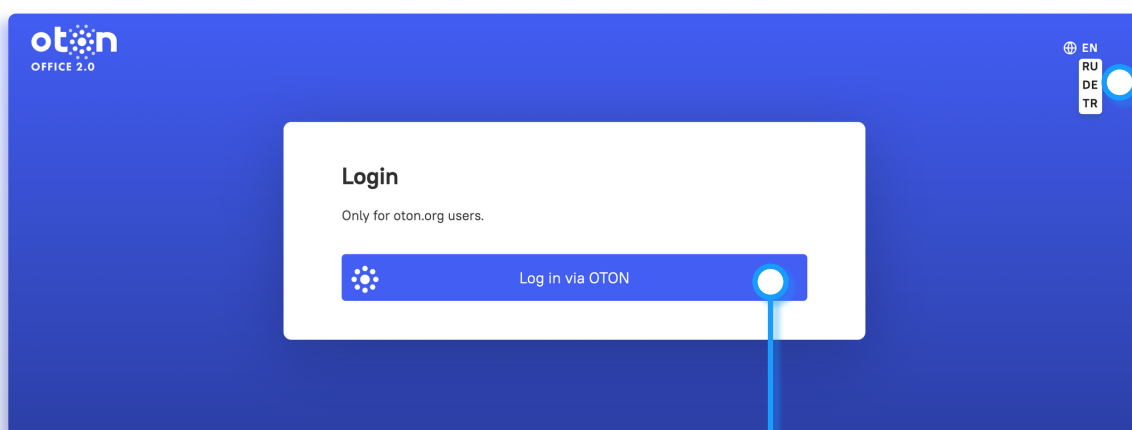 oton
OFFICE 2.0
EN
RU
DE
TR
Login
Only for oton.org users.
Log in via OTON